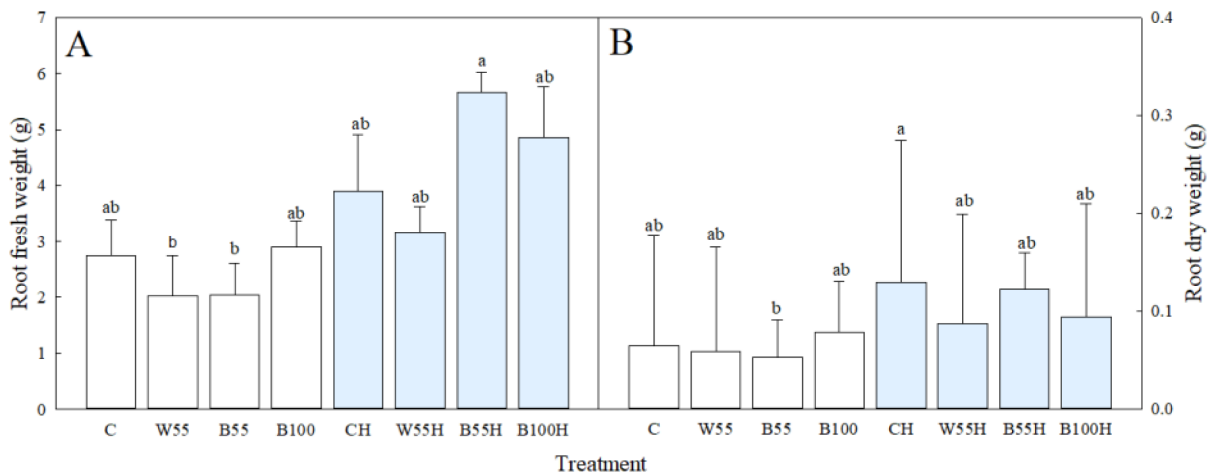 A
B
Root fresh weight (g)
7
6
5
4
3
2
1
0
ab
b
b
ab
ab
ab
a
ab
C
W55
B55
B100
CH
W55H
B55H
B100H
ab
ab
b
ab
a
ab
ab
ab
C
W55
B55
B100
CH
W55H
B55H
B100H
0.4
0.3
0.2
0.1
0.0
Root dry weight (g)
Treatment